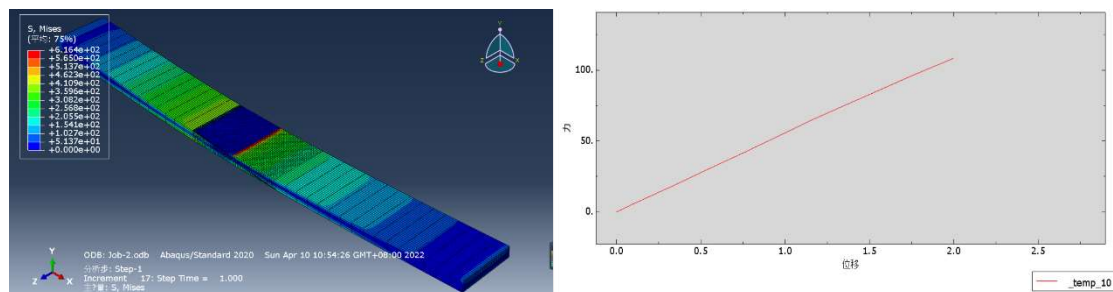 S, Mises
(平均: 75%)
+6.164e+02
+5.650e+02
+5.137e+02
+4.623e+02
+4.109e+02
+3.596e+02
+3.082e+02
+2.568e+02
+2.055e+02
+1.541e+02
+1.027e+02
+5.137e+01
+0.000e+00
Y
Z
X
Y
Z
X
ODB: Job-2.odb Abaqus/Standard 2020 Sun Apr 10 10:54:26 GMT+08:00 2022
分析步: Step-1
Increment 17: Step Time = 1.000
主?量: S, Mises
力
100.
50.
0.
0.0
0.5
1.0
1.5
2.0
2.5
位移
_temp_10